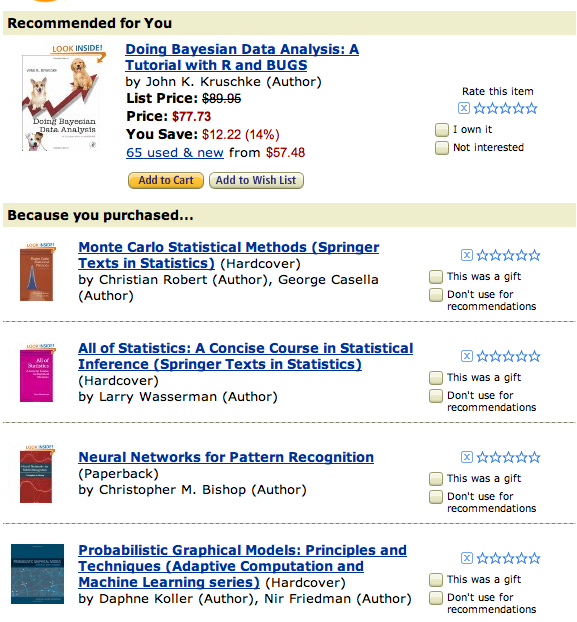 Recommended for You
LOOK INSIDE!
Doing Bayesian Data Analysis: A
Tutorial with R and BUGS
by John K. Kruschke (Author)
List Price: $89.95
Price: $77.73
You Save: $12.22 (14%)
65 used & new from $57.48
Add to Cart
Add to Wish List
Doing Bayesian
Data Analysis
Rate this item
X
I own it
Not interested
Because you purchased...
LOOK INSIDE!
Monte Carlo Statistical Methods (Springer
Texts in Statistics) (Hardcover)
by Christian Robert (Author), George Casella
(Author)
X
This was a gift
Don't use for
recommendations
LOOK INSIDE!
All of
Statistics
All of Statistics: A Concise Course in Statistical
Inference (Springer Texts in Statistics)
(Hardcover)
by Larry Wasserman (Author)
X
This was a gift
Don't use for
recommendations
LOOK INSIDE!
Neural Networks for Pattern Recognition
(Paperback)
by Christopher M. Bishop (Author)
X
This was a gift
Don't use for
recommendations
PROBABILISTIC GRAPHICAL MODELS
Probabilistic Graphical Models: Principles and
Techniques (Adaptive Computation and
Machine Learning series) (Hardcover)
by Daphne Koller (Author), Nir Friedman (Author)
X
This was a gift
Don't use for
recommendations